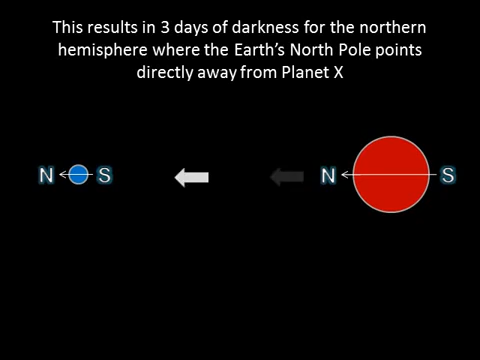 This results in 3 days of darkness for the northern
hemisphere where the Earth's North Pole points
directly away from Planet X
N S N S